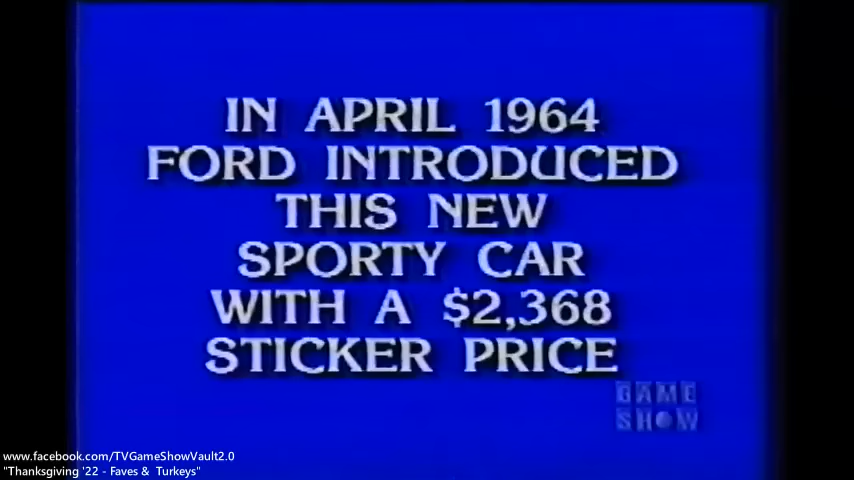 IN APRIL 1964
FORD INTRODUCED
THIS NEW
SPORTY CAR
WITH A $2,368
STICKER PRICE
GAME
SHOW
www.facebook.com/TVGameShowVault2.0
"Thanksgiving '22 - Faves &  Turkeys"